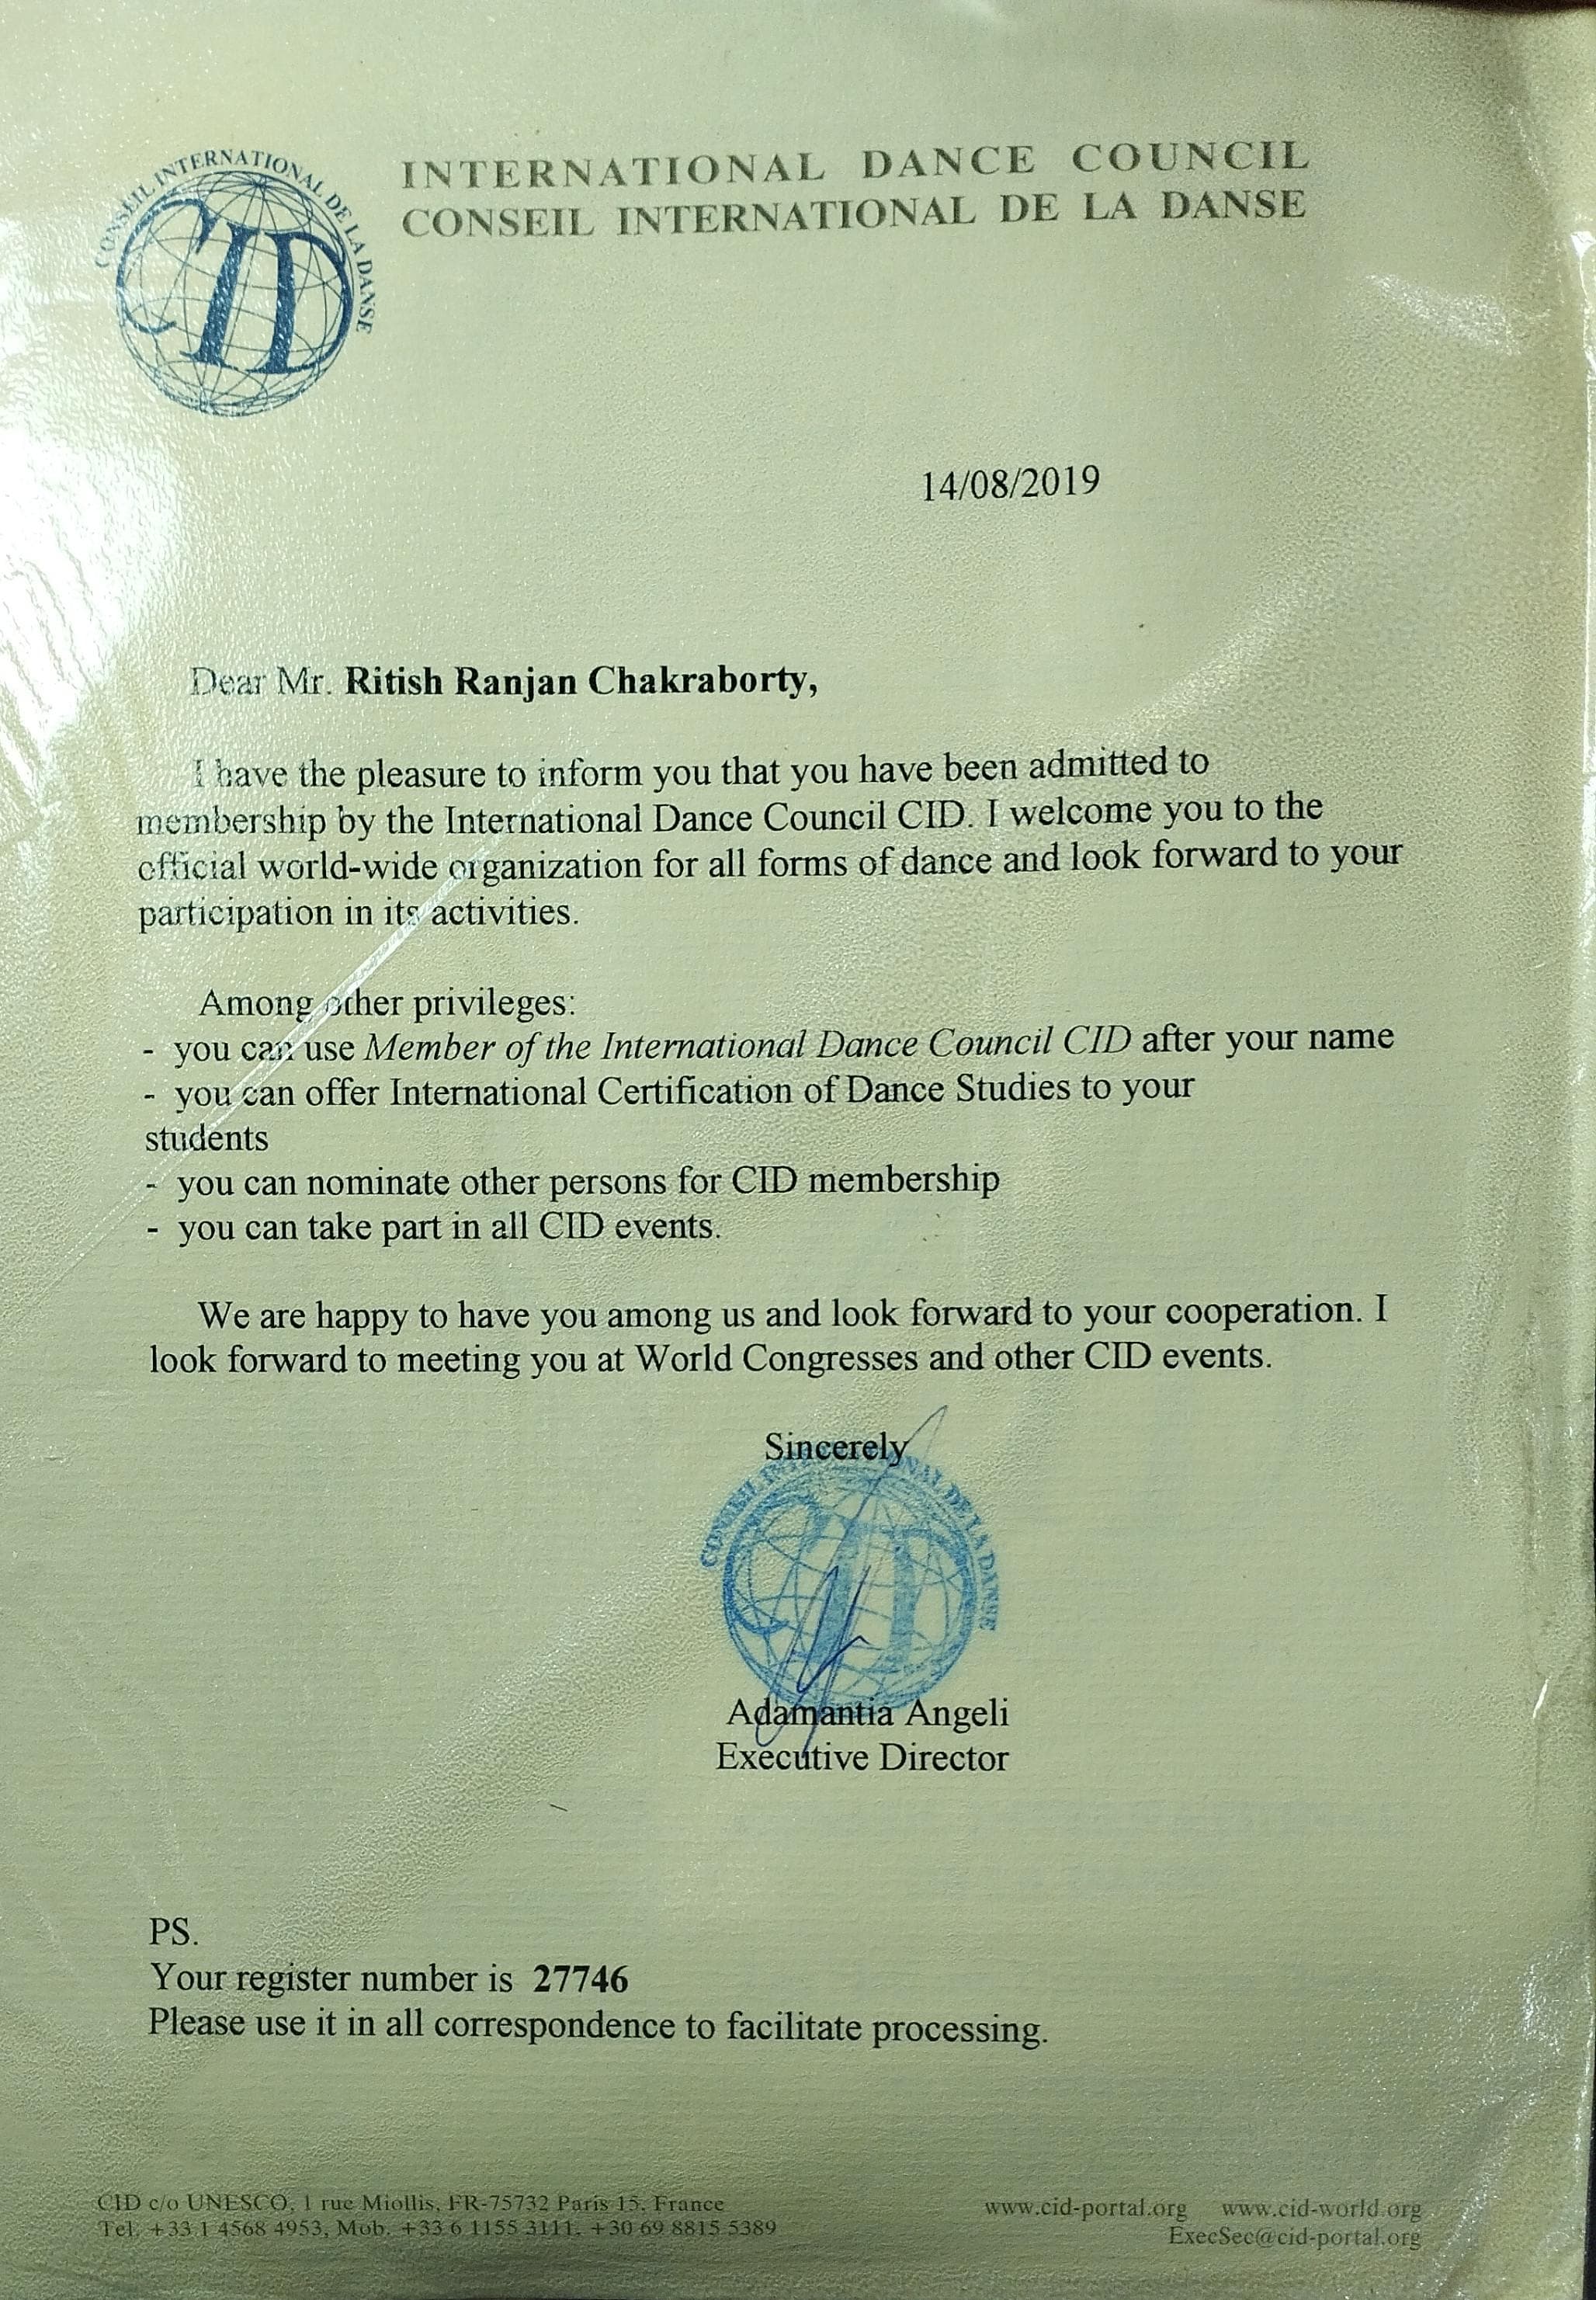 CONSEIL INTERNATIONAL DE LA DANSE
CID
INTERNATIONAL DANCE COUNCIL
CONSEIL INTERNATIONAL DE LA DANSE
14/08/2019
Dear Mr. Ritish Ranjan Chakraborty,
I have the pleasure to inform you that you have been admitted to
membership by the International Dance Council CID. I welcome you to the
official world-wide organization for all forms of dance and look forward to your
participation in its activities.
Among other privileges:
- you can use Member of the International Dance Council CID after your name
- you can offer International Certification of Dance Studies to your
students
- you can nominate other persons for CID membership
- you can take part in all CID events.
We are happy to have you among us and look forward to your cooperation. I
look forward to meeting you at World Congresses and other CID events.
Sincerely
CONSEIL INTERNATIONAL DE LA DANSE
CID
Adamantia Angeli
Executive Director
PS.
Your register number is 27746
Please use it in all correspondence to facilitate processing.
CID c/o UNESCO, 1 rue Miollis, FR-75732 Paris 15, France
Tel. +33 1 4568 4953, Mob. +33 6 1155 3111, +30 69 8815 5389
www.cid-portal.org www.cid-world.org
ExecSec@cid-portal.org